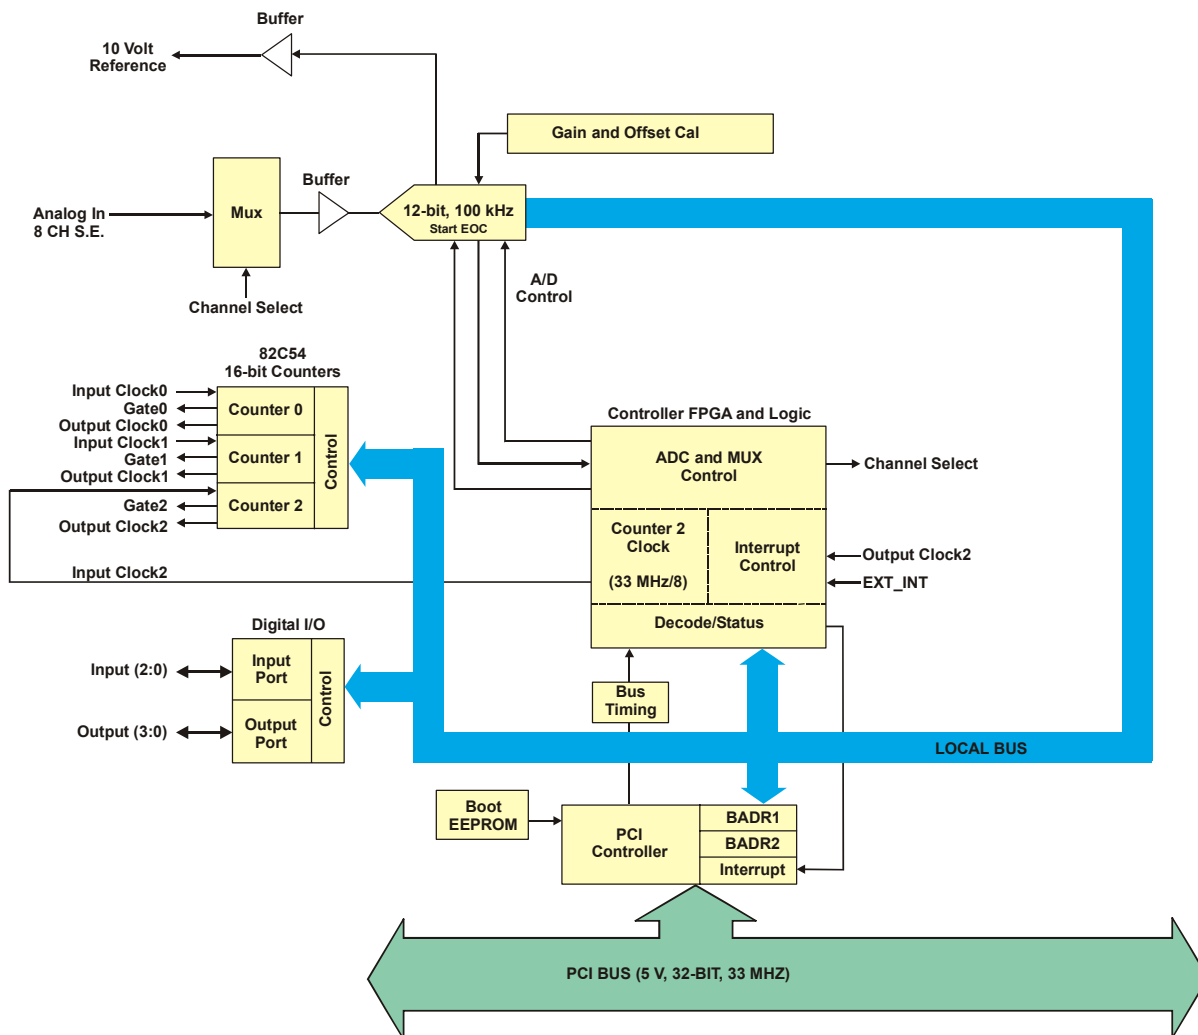 Buffer
10 Volt
Reference
Gain and Offset Cal
Buffer
Mux
12-bit, 100 kHz
Start EOC
Analog In
8 CH S.E.
A/D
Control
Channel Select
82C54
16-bit Counters
Input Clock0
Gate0
Output Clock0
Input Clock1
Gate1
Output Clock1
Gate2
Output Clock2
Input Clock2
Counter 0
Counter 1
Counter 2
Control
Controller FPGA and Logic
ADC and MUX
Control
Channel Select
Counter 2
Clock
(33 MHz/8)
Interrupt
Control
Output Clock2
EXT_INT
Decode/Status
Digital I/O
Input (2:0)
Input
Port
Output (3:0)
Output
Port
Control
Bus
Timing
LOCAL BUS
Boot
EEPROM
PCI
Controller
BADR1
BADR2
Interrupt
PCI BUS (5 V, 32-BIT, 33 MHZ)